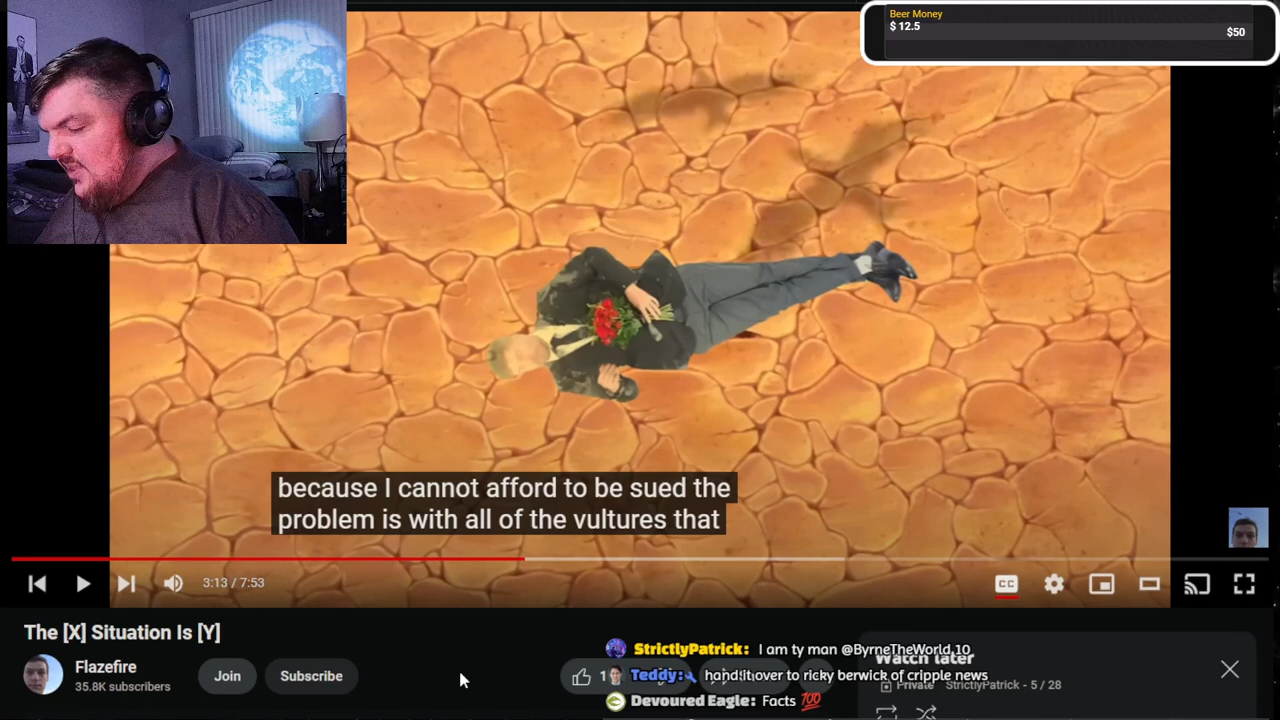 Beer Money
$ 12.5
$50
because I cannot afford to be sued the
problem is with all of the vultures that
3:13 / 7:53
CC
The [X] Situation Is [Y]
Flazefire
35.8K subscribers
Join
Subscribe
StrictlyPatrick: I am ty man @ByrneTheWorld_10
Watch later
Teddy: hand it over to ricky berwick of cripple news
Private StrictlyPatrick - 5 / 28
Devoured Eagle: Facts 💯